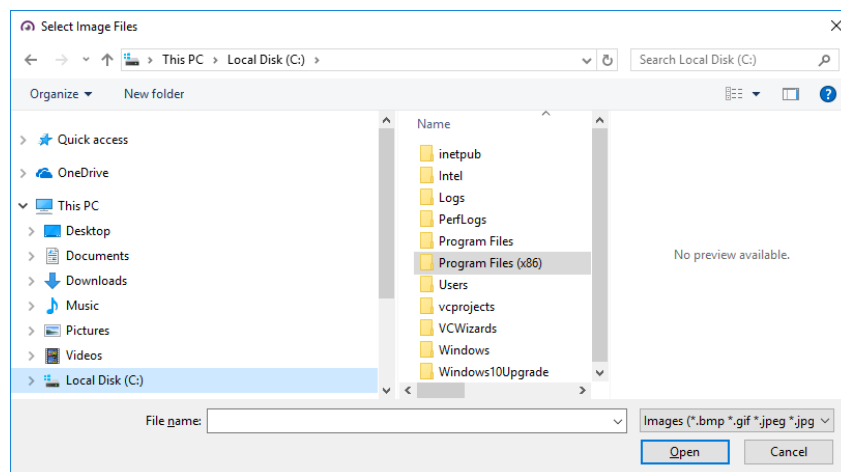 Select Image Files
This PC > Local Disk (C:) >
Search Local Disk (C:)
Organize
New folder
Quick access
OneDrive
This PC
Desktop
Documents
Downloads
Music
Pictures
Videos
Local Disk (C:)
Name
inetpub
Intel
Logs
PerfLogs
Program Files
Program Files (x86)
Users
vcprojects
VCWizards
Windows
Windows10Upgrade
No preview available.
File name:
Images (*.bmp *.gif *.jpeg *.jpg
Open
Cancel